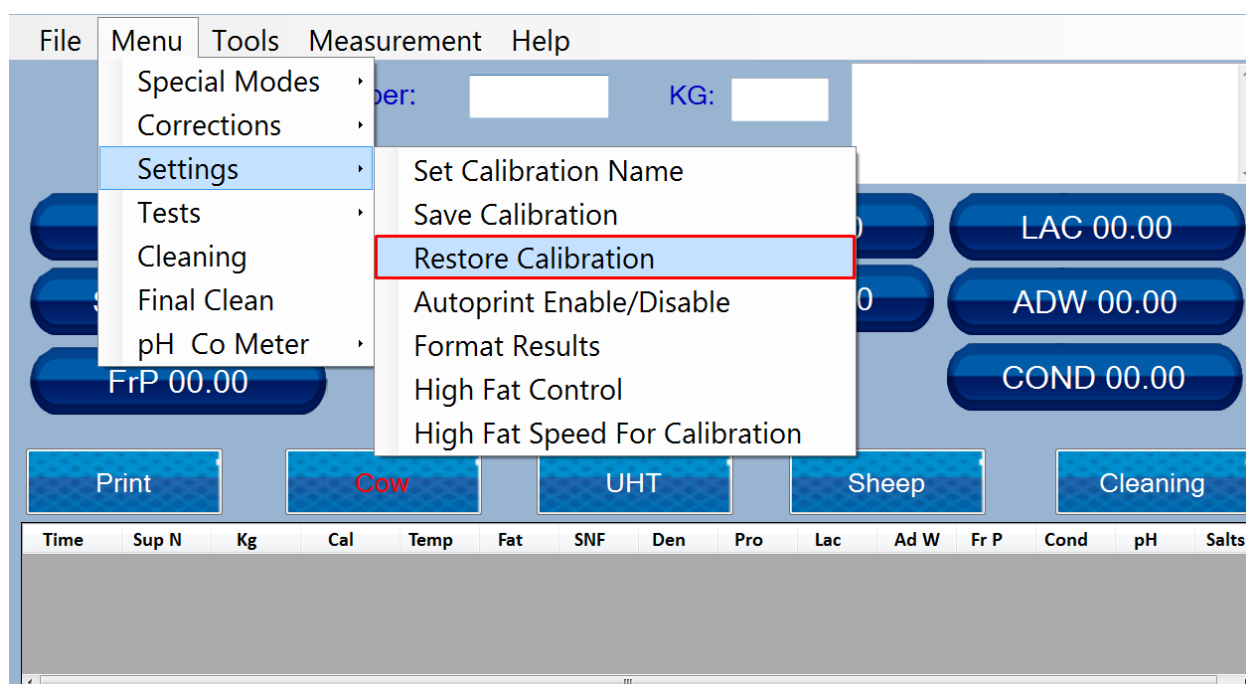 File Menu Tools Measurement Help
Special Modes
KG:
Corrections
Settings
Set Calibration Name
Tests
Save Calibration
LAC 00.00
Cleaning
Restore Calibration
Final Clean
Autoprint Enable/Disable
ADW 00.00
pH Co Meter
Format Results
FrP 00.00
High Fat Control
COND 00.00
High Fat Speed For Calibration
Print Cow UHT Sheep Cleaning
Time Sup N Kg Cal Temp Fat SNF Den Pro Lac Ad W Fr P Cond pH Salts